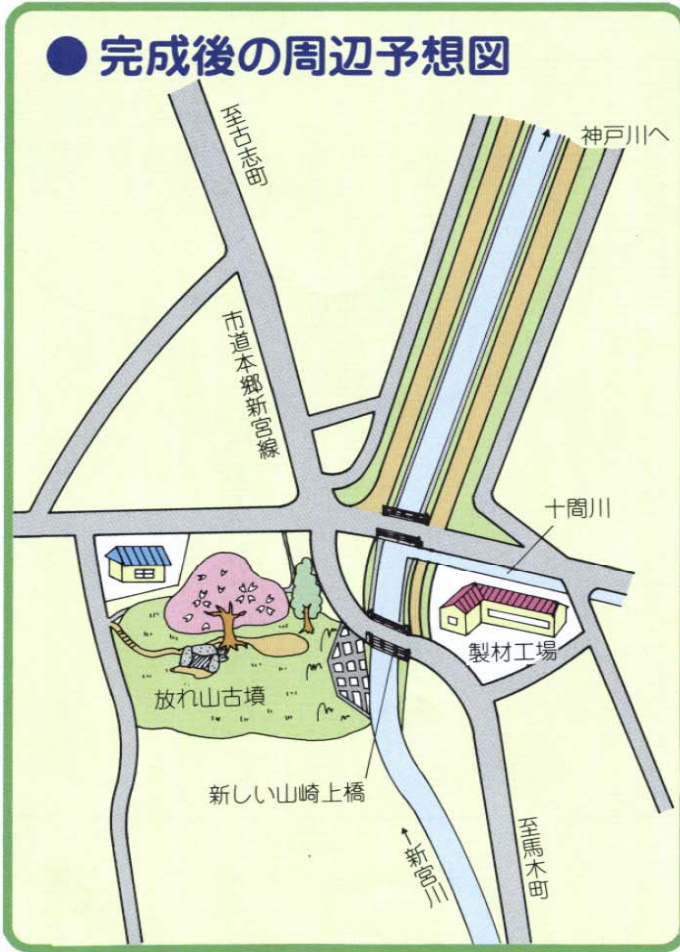 ● 完成後の周辺予想図
至古志町
神戸川へ
市道本郷新宮線
十間川
製材工場
放れ山古墳
新しい山崎上橋
↑新宮川
至馬木町